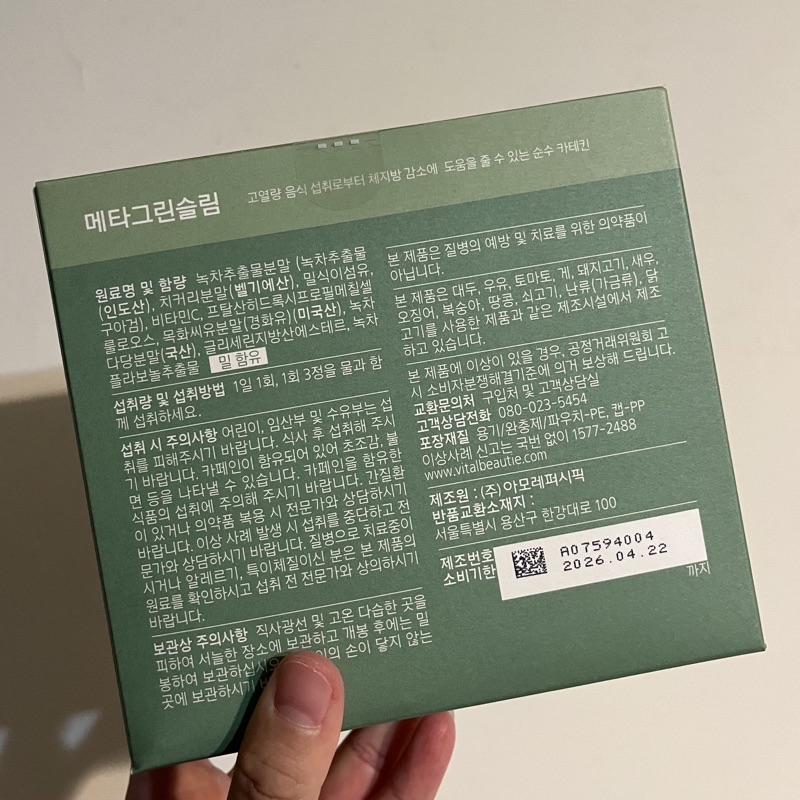 메타그린슬림
고열량 음식 섭취로부터 체지방 감소에 도움을 줄 수 있는 순수 카테킨
원료명 및 함량 녹차추출물분말 (녹차추출물
(인도산), 치커리분말(벨기에산), 밀식이섬유,
구아검), 비타민C, 프탈산히드록시프로필메칠셀
룰로오스, 목화씨유분말(경화유)(미국산), 녹차
다당분말(국산), 글리세린지방산에스테르, 녹차
플라보놀추출물 밀 함유
섭취량 및 섭취방법 1일 1회, 1회 3정을 물과 함
께 섭취하세요.
섭취 시 주의사항 어린이, 임산부 및 수유부는 섭
취를 피해주시기 바랍니다. 식사 후 섭취해 주시
기 바랍니다. 카페인이 함유되어 있어 초조감, 불
면 등을 나타낼 수 있습니다. 카페인을 함유한
식품의 섭취에 주의해 주시기 바랍니다. 간질환
이 있거나 의약품 복용 시 전문가와 상담하시기
바랍니다. 이상 사례 발생 시 섭취를 중단하고 전
문가와 상담하시기 바랍니다. 질병으로 치료중이
시거나 알레르기, 특이체질이신 분은 본 제품의
원료를 확인하시고 섭취 전 전문가와 상의하시기
바랍니다.
보관상 주의사항 직사광선 및 고온 다습한 곳을
피하여 서늘한 장소에 보관하고 개봉 후에는 밀
봉하여 보관하십시오 손이 닿지 않는
곳에 보관하시기
본 제품은 질병의 예방 및 치료를 위한 의약품이
아닙니다.
본 제품은 대두, 우유, 토마토, 게, 돼지고기, 새우,
오징어, 복숭아, 땅콩, 쇠고기, 난류(가금류), 닭
고기를 사용한 제품과 같은 제조시설에서 제조
하고 있습니다.
본 제품에 이상이 있을 경우, 공정거래위원회 고
시 소비자분쟁해결기준에 의거 보상해 드립니다.
교환문의처 구입처 및 고객상담실
고객상담전화 080-023-5454
포장재질 용기/완충제/파우치-PE, 캡-PP
이상사례 신고는 국번 없이 1577-2488
www.vitalbeautie.com
제조원 : (주)아모레퍼시픽
반품교환소재지 :
서울특별시 용산구 한강대로 100
제조번호 A07594004
소비기한 2026.04.22 까지